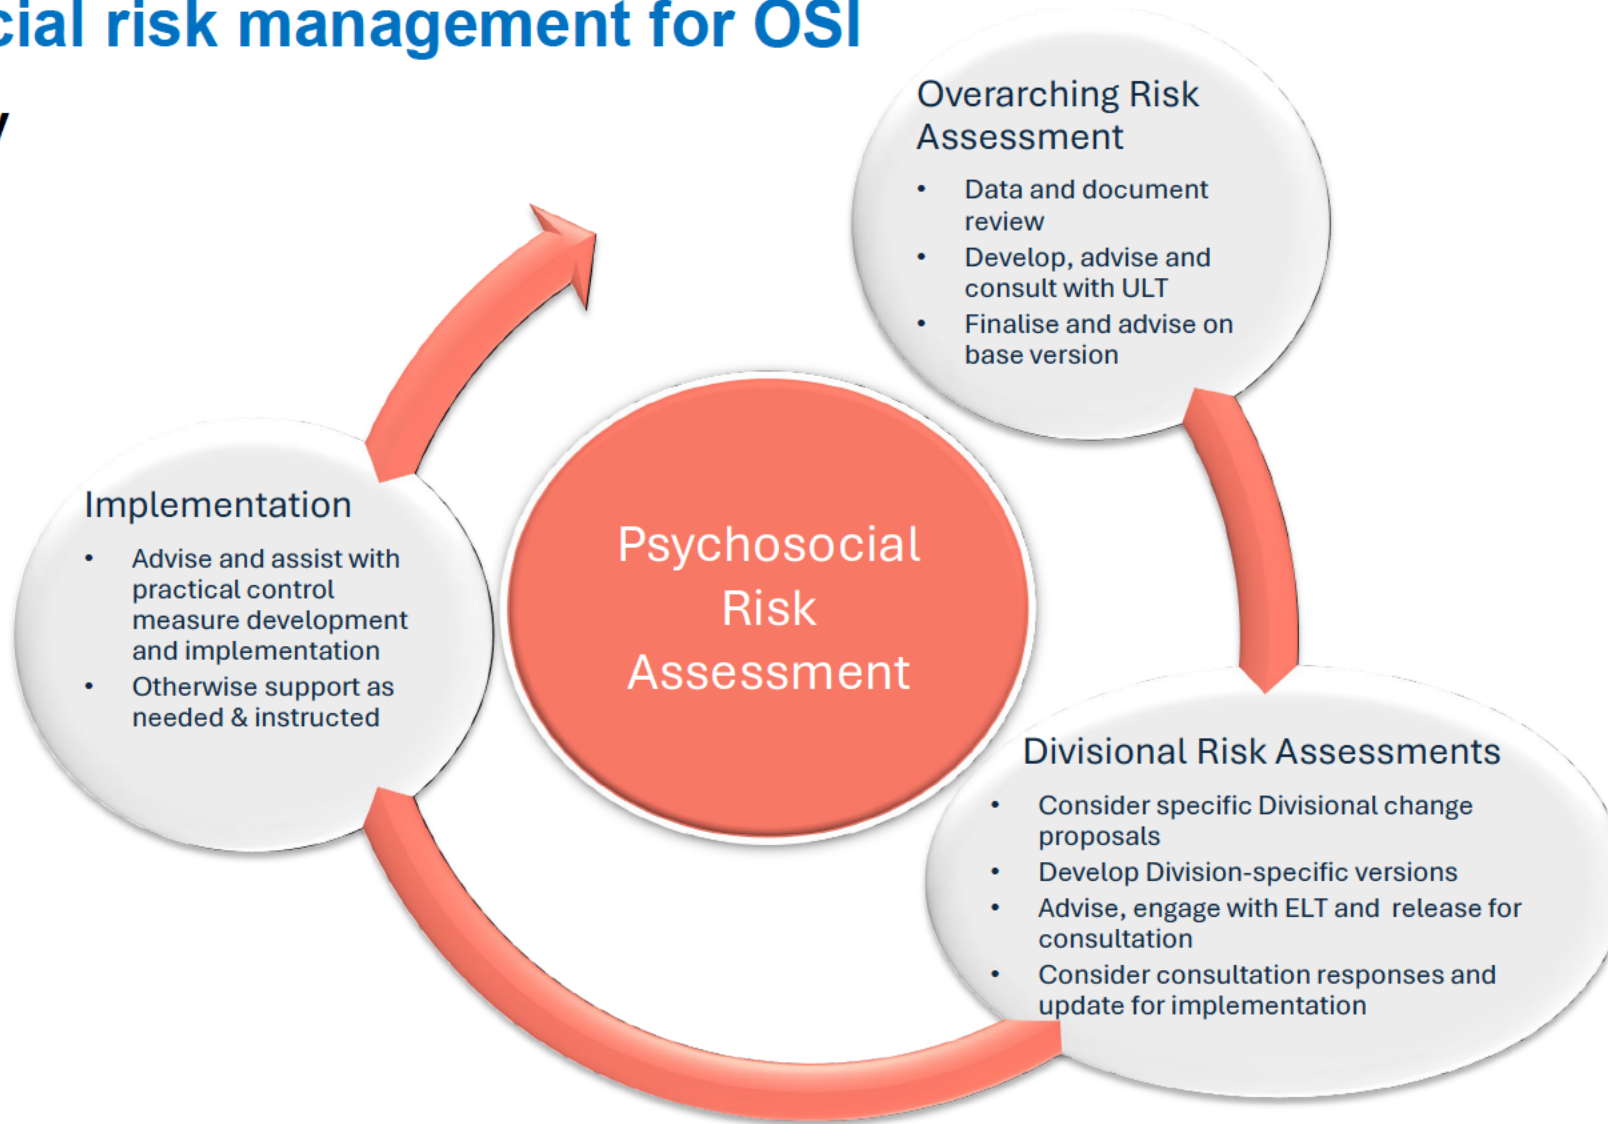 cial risk management for OSI
y
Overarching Risk
Assessment
• Data and document
review
• Develop, advise and
consult with ULT
• Finalise and advise on
base version
Implementation
• Advise and assist with
practical control
measure development
and implementation
• Otherwise support as
needed & instructed
Psychosocial
Risk
Assessment
Divisional Risk Assessments
• Consider specific Divisional change
proposals
• Develop Division-specific versions
• Advise, engage with ELT and  release for
consultation
• Consider consultation responses and
update for implementation